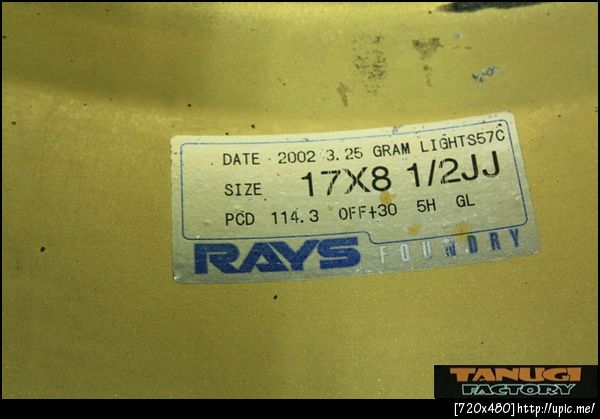 DATE 2002 3.25 GRAM LIGHTS57C
SIZE 17X8 1/2JJ
PCD 114.3 OFF+30 5H GL
RAYS FOUNDRY
TANUGI
FACTORY
[720x480]http://upic.me/